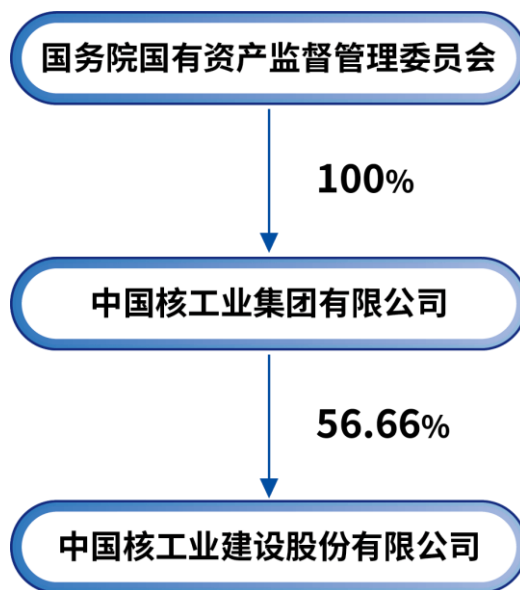 国务院国有资产监督管理委员会
100%
中国核工业集团有限公司
56.66%
中国核工业建设股份有限公司